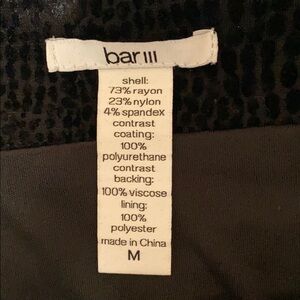 bar III
shell:
73% rayon
23% nylon
4% spandex
contrast
coating:
100%
polyurethane
contrast
backing:
100% viscose
lining:
100%
polyester
made in China
M